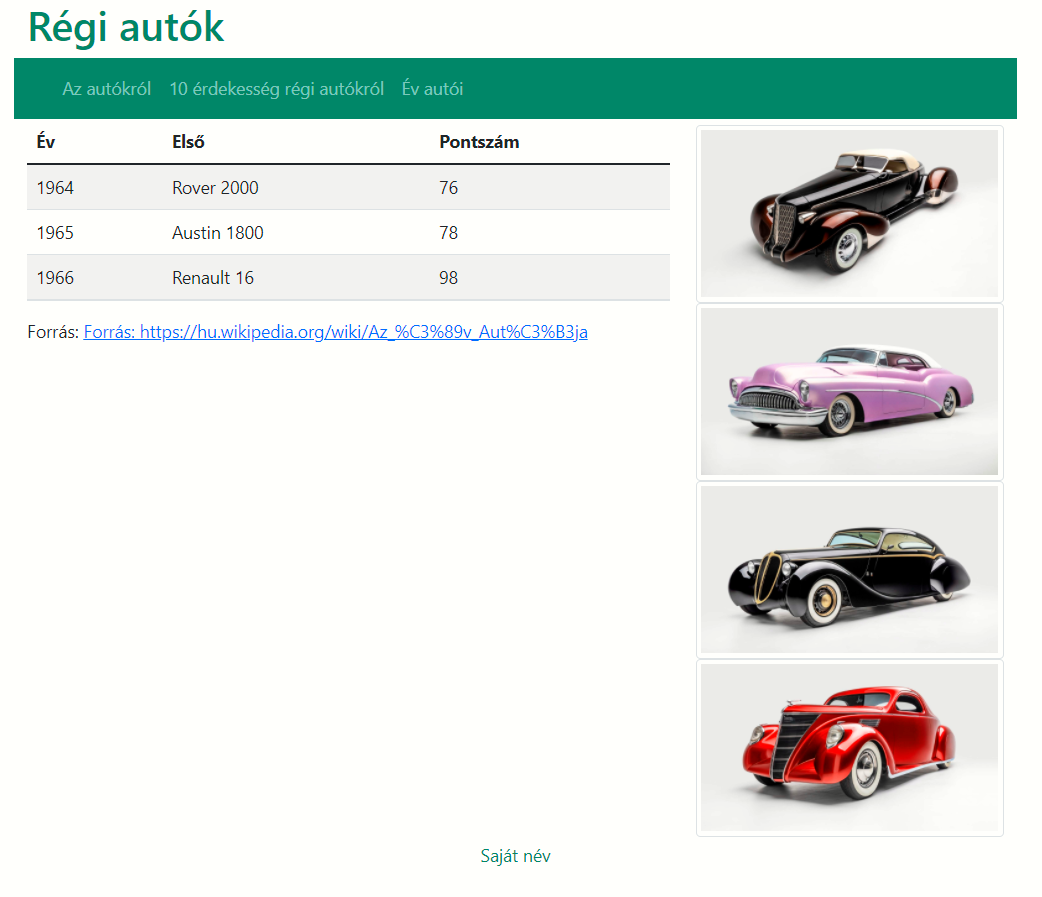 Régi autók
Az autókról 10 érdekesség régi autókról Év autói
Év Első Pontszám
1964 Rover 2000 76
1965 Austin 1800 78
1966 Renault 16 98
Forrás: Forrás: https://hu.wikipedia.org/wiki/Az_%C3%89v_Aut%C3%B3ja
Saját név